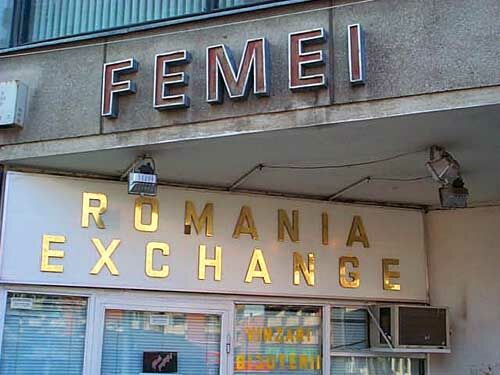 FEMEI
ROMANIA
EXCHANGE
VINZARI
BIJUTERII